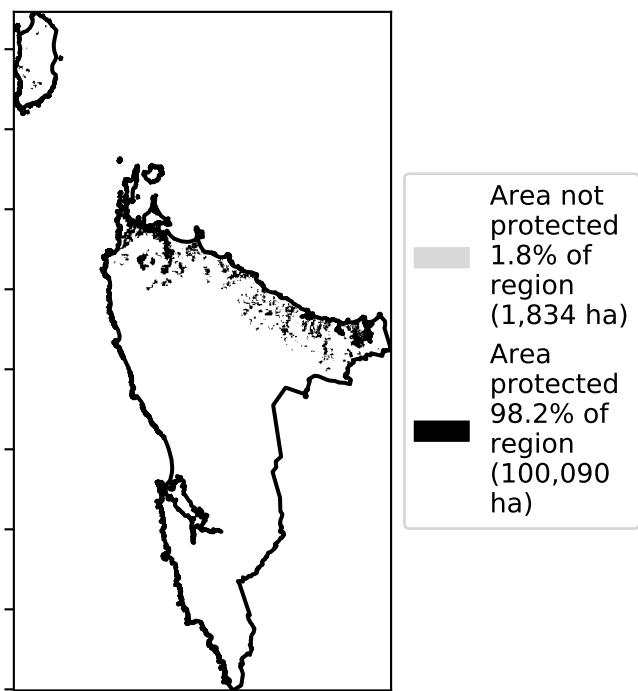 Area not
protected
1.8% of
region
(1,834 ha)
Area
protected
98.2% of
region
(100,090
ha)